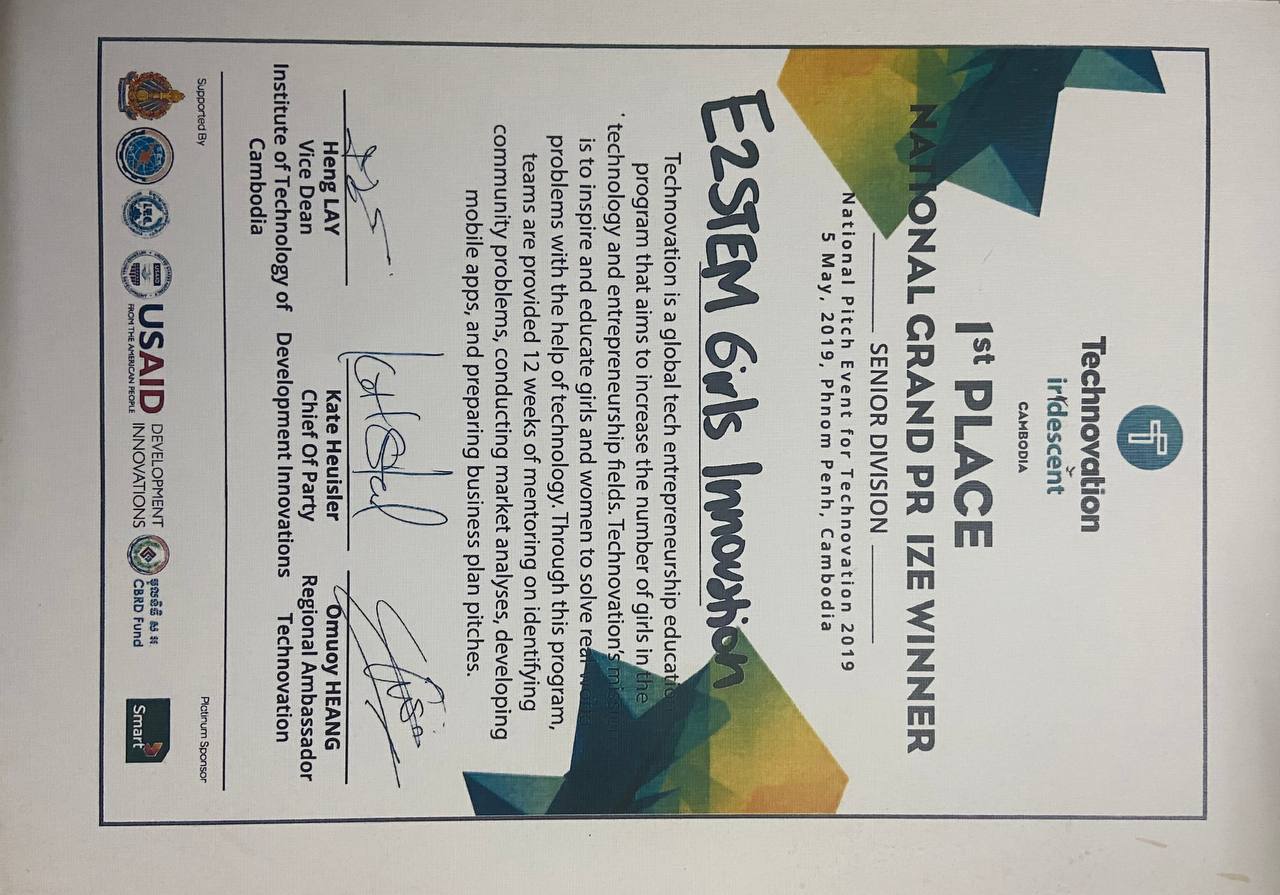 Technovation
iridescent
CAMBODIA
1st PLACE
NATIONAL GRAND PR IZE WINNER
SENIOR DIVISION
National Pitch Event for Technovation 2019
5 May, 2019, Phnom Penh, Cambodia
E2STEM Girls Innovation
Technovation is a global tech entrepreneurship educatio
program that aims to increase the number of girls in the
technology and entrepreneurship fields. Technovation's mission
is to inspire and educate girls and women to solve real world
problems with the help of technology. Through this program,
teams are provided 12 weeks of mentoring on identifying
community problems, conducting market analyses, developing
mobile apps, and preparing business plan pitches.
Heng LAY
Vice Dean
Institute of Technology of
Cambodia
Kate Heuisler
Chief Of Party
Development Innovations
Omuoy HEANG
Regional Ambassador
Technovation
Supported By
USAID
FROM THE AMERICAN PEOPLE
DEVELOPMENT
INNOVATIONS
CBRD Fund
Platinum Sponsor
Smart